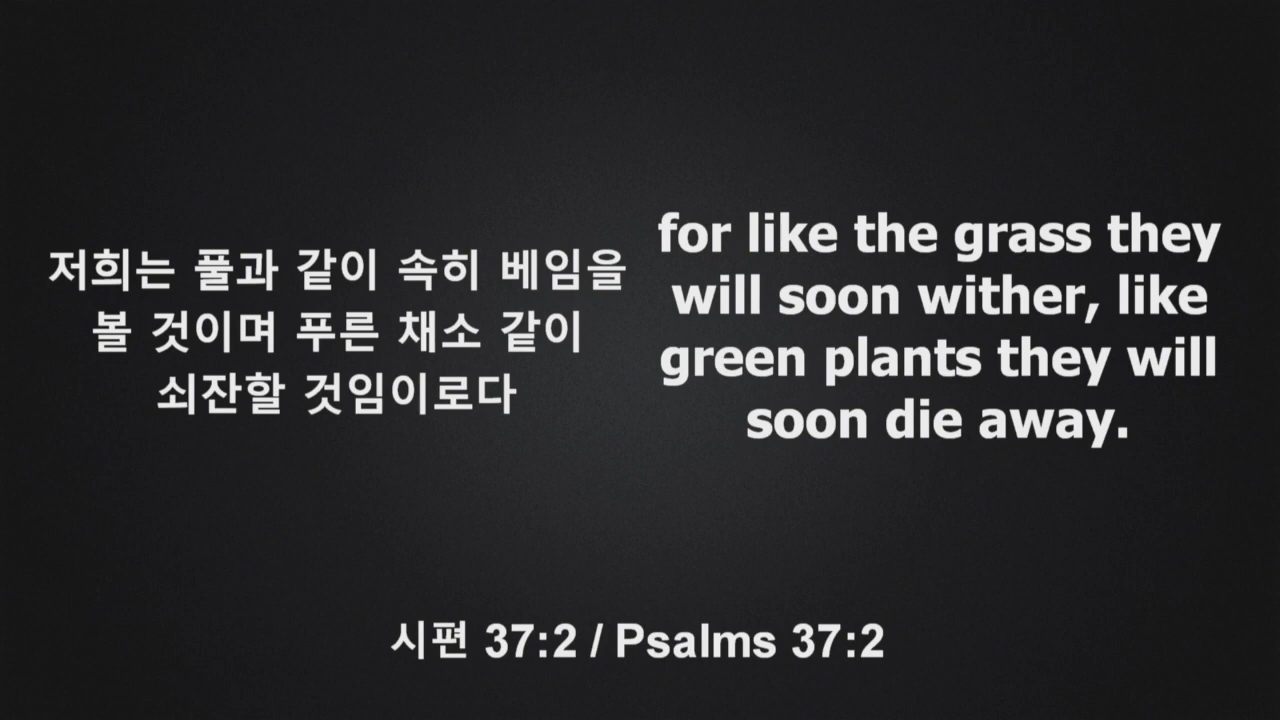 저희는 풀과 같이 속히 베임을
볼 것이며 푸른 채소 같이
쇠잔할 것임이로다
for like the grass they
will soon wither, like
green plants they will
soon die away.
시편 37:2 / Psalms 37:2